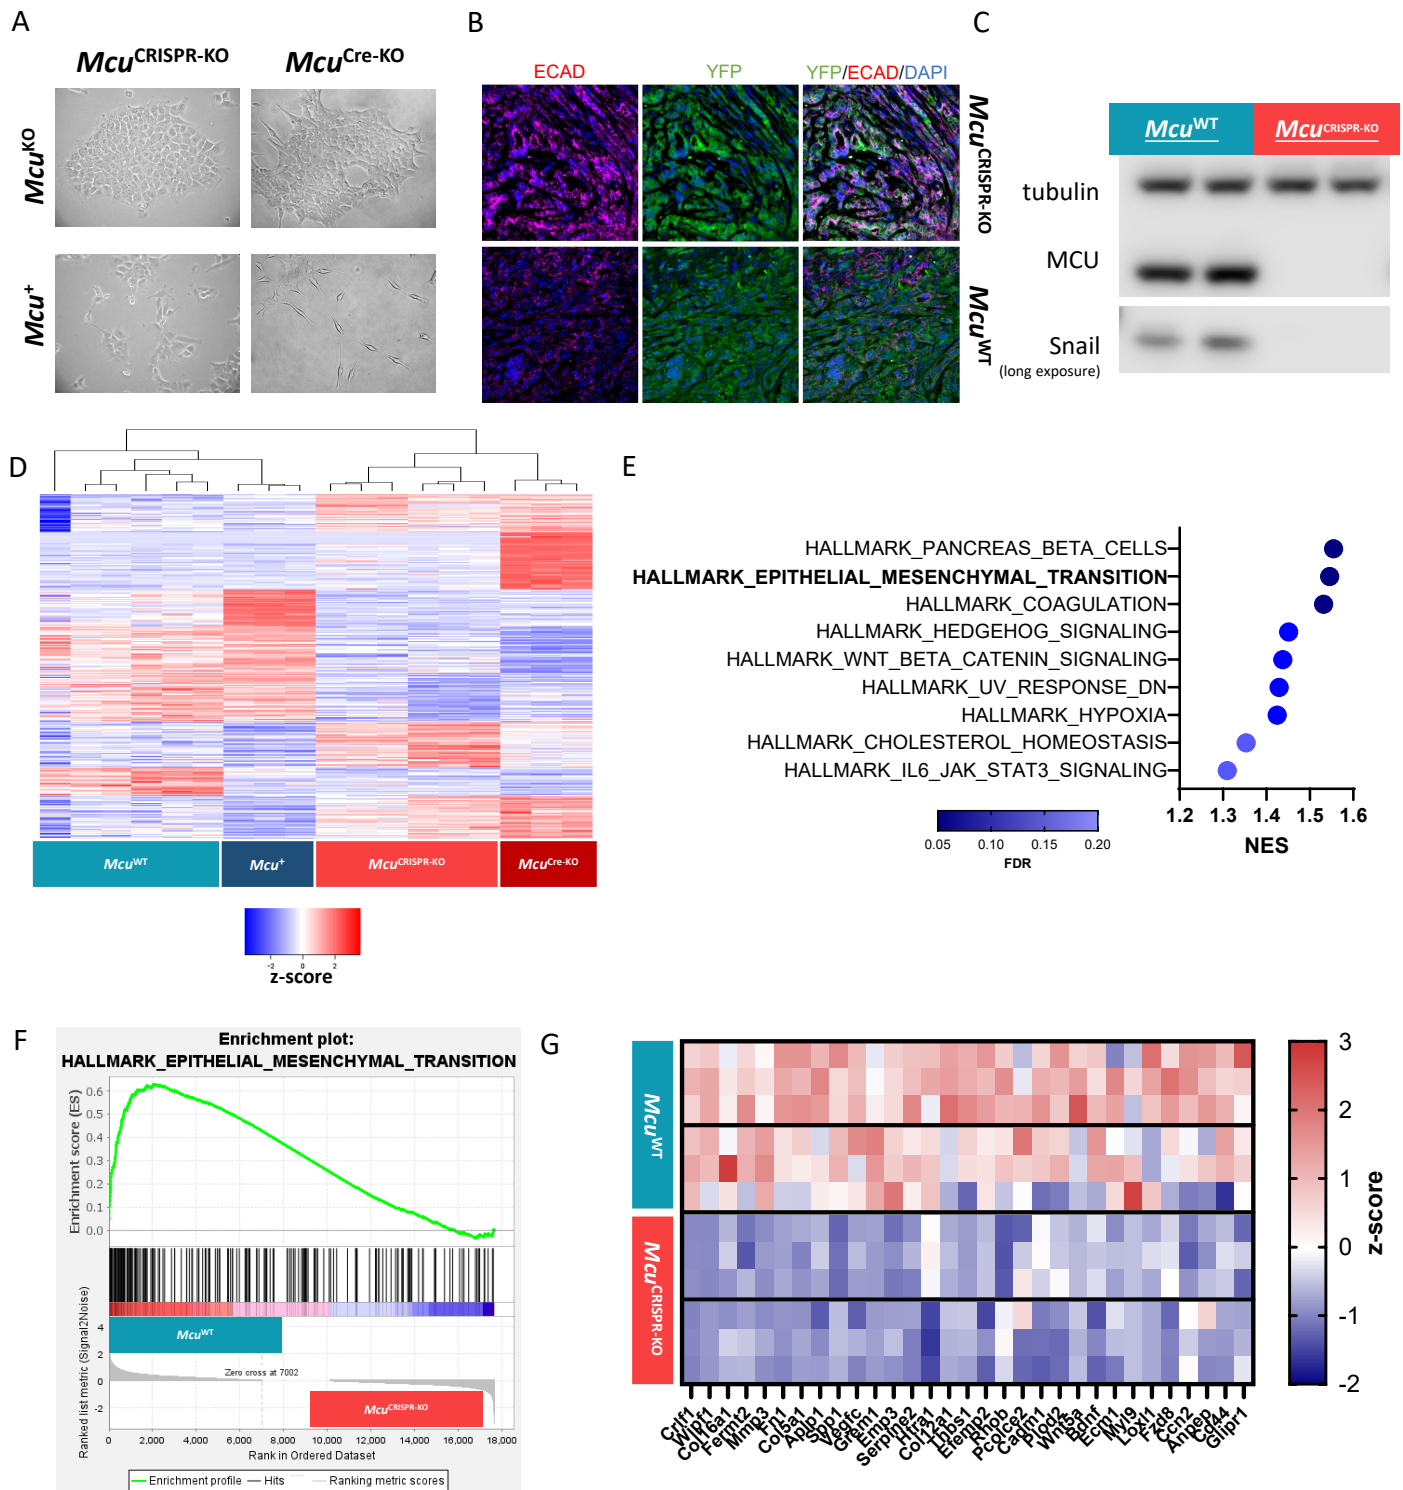 A
Mcu^CRISPR-KO
Mcu^Cre-KO
Mcu^KO
Mcu^+
B
ECAD
YFP
YFP/ECAD/DAPI
Mcu^CRISPR-KO
Mcu^WT
C
Mcu^WT
Mcu^CRISPR-KO
tubulin
MCU
Snail
(long exposure)
D
Mcu^WT
Mcu^+
Mcu^CRISPR-KO
Mcu^Cre-KO
−2 0 2
z-score
E
HALLMARK_PANCREAS_BETA_CELLS
HALLMARK_EPITHELIAL_MESENCHYMAL_TRANSITION
HALLMARK_COAGULATION
HALLMARK_HEDGEHOG_SIGNALING
HALLMARK_WNT_BETA_CATENIN_SIGNALING
HALLMARK_UV_RESPONSE_DN
HALLMARK_HYPOXIA
HALLMARK_CHOLESTEROL_HOMEOSTASIS
HALLMARK_IL6_JAK_STAT3_SIGNALING
1.2 1.3 1.4 1.5 1.6
NES
0.05 0.10 0.15 0.20
FDR
F
Enrichment plot:
HALLMARK_EPITHELIAL_MESENCHYMAL_TRANSITION
Enrichment score (ES)
0.6
0.5
0.4
0.3
0.2
0.1
0.0
Ranked list metric (Signal2Noise)
4
2
0
-2
Mcu^WT
Zero cross at 7002
Mcu^CRISPR-KO
0 2,000 4,000 6,000 8,000 10,000 12,000 14,000 16,000 18,000
Rank in Ordered Dataset
Enrichment profile Hits Ranking metric scores
G
Mcu^WT
Mcu^CRISPR-KO
Crlf1
Wipf1
Col16a1
Fermt2
Mmp3
Fn1
Col5a1
Aplp1
Spp1
Vegfc
Grem1
Emp3
Serpine2
Htra1
Col12a1
Thbs1
Efemp2
Rhob
Pcolce2
Capn1
Plod2
Wnt5a
Bdnf
Ecm1
Myl9
Loxl1
Fzd8
Ccn2
Anpep
Cd44
Glipr1
3
2
1
0
-1
-2
z-score